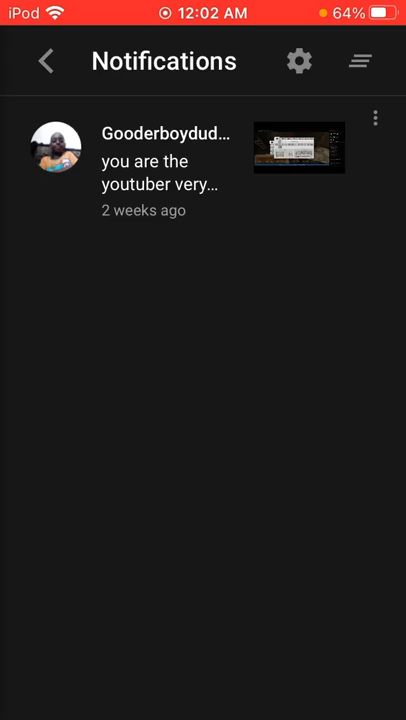 iPod 12:02 AM 64%
Notifications
Gooderboydud...
you are the
youtuber very...
2 weeks ago